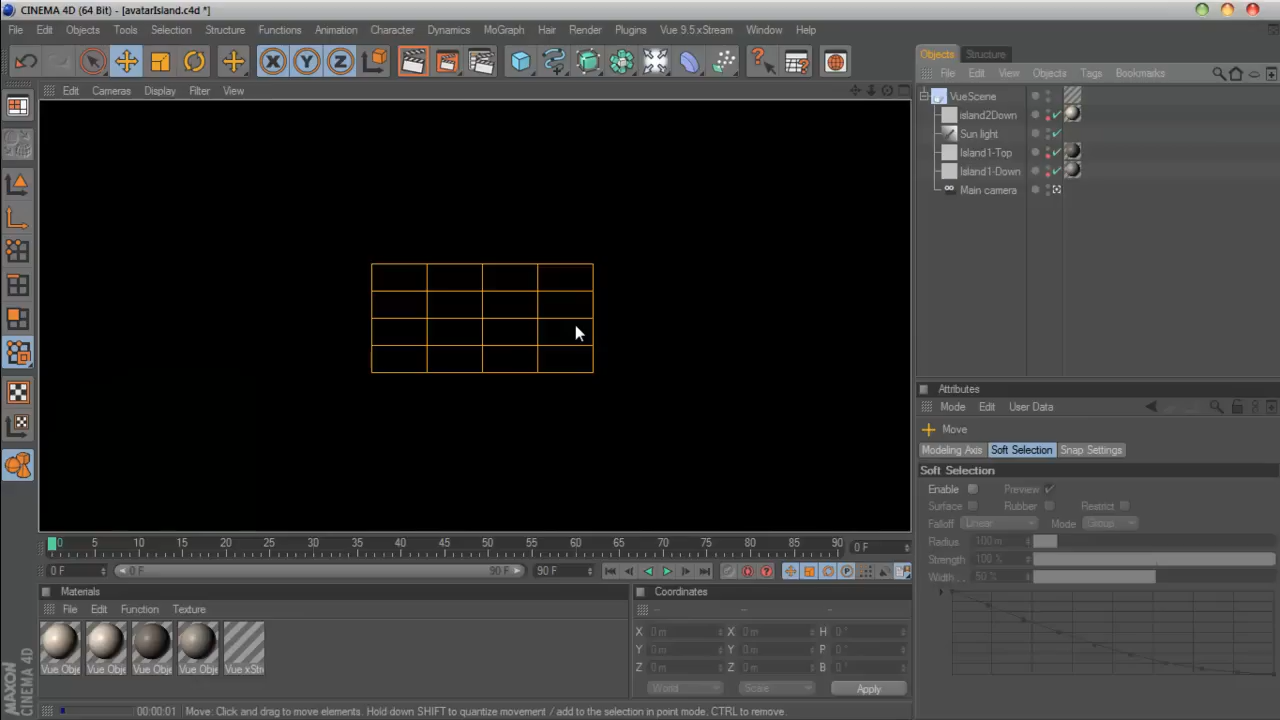 CINEMA 4D (64 Bit) - [avatarIsland.c4d *]
File Edit Objects Tools Selection Structure Functions Animation Character Dynamics MoGraph Hair Render Plugins Vue 9.5 xStream Window Help
X Y Z
Objects Structure
File Edit View Objects Tags Bookmarks
Edit Cameras Display Filter View
VueScene
island2Down
Sun light
Island1-Top
Island1-Down
Main camera
Attributes
Mode Edit User Data
Move
Modeling Axis Soft Selection Snap Settings
Soft Selection
Enable Preview
Surface Rubber Restrict
Falloff Linear Mode Group
Radius 100 m
Strength 100 %
Width . . 50 %
0 5 10 15 20 25 30 35 40 45 50 55 60 65 70 75 80 85 90 0 F
0 F 0 F 90 F 90 F
Materials
File Edit Function Texture
Vue Obje Vue Obje Vue Obje Vue Obj Vue xStr
Coordinates
-- -- --
X 0 m X 0 m H 0 °
Y 0 m Y 0 m P 0 °
Z 0 m Z 0 m B 0 °
World Scale Apply
MAXON
CINEMA 4D
00:00:01 Move: Click and drag to move elements. Hold down SHIFT to quantize movement / add to the selection in point mode, CTRL to remove.